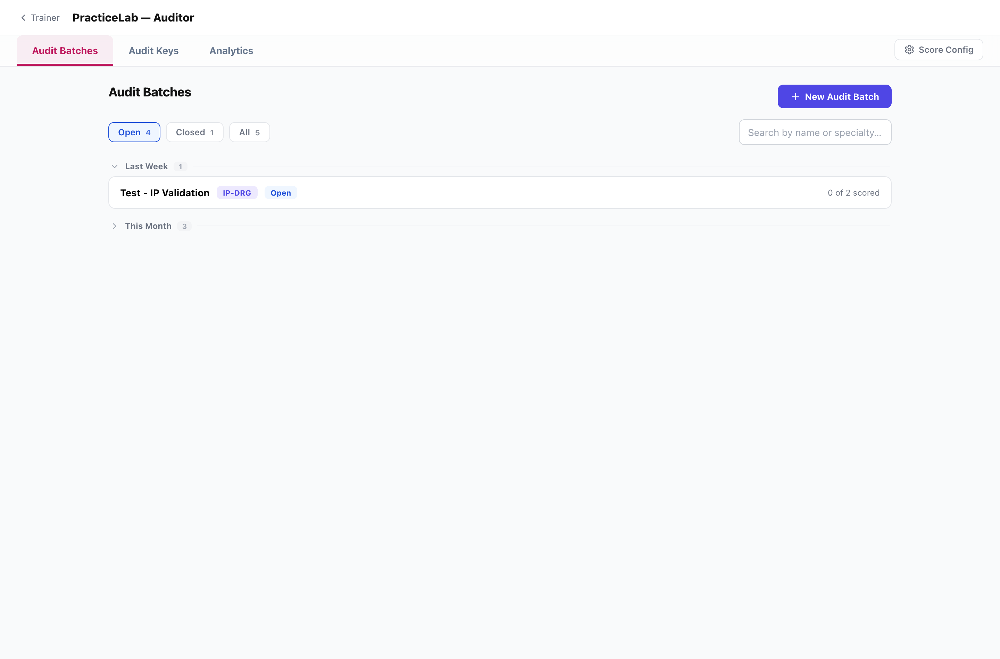 Trainer PracticeLab — Auditor
Audit Batches Audit Keys Analytics Score Config
Audit Batches
+ New Audit Batch
Open 4 Closed 1 All 5 Search by name or specialty...
Last Week 1
Test - IP Validation IP-DRG Open 0 of 2 scored
This Month 3